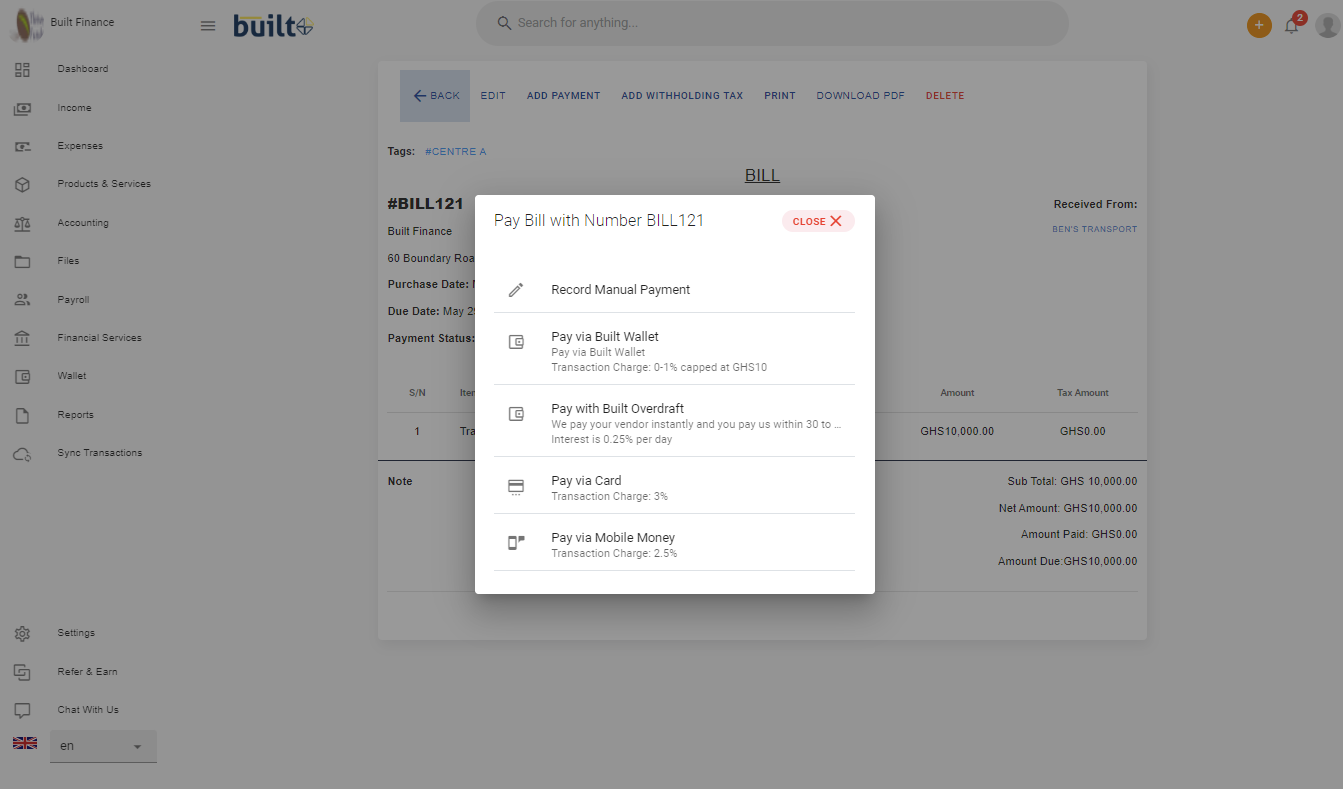 Built Finance
built
Search for anything...
2
Dashboard
Income
Expenses
Products & Services
Accounting
Files
Payroll
Financial Services
Wallet
Reports
Sync Transactions
Settings
Refer & Earn
Chat With Us
en
BACK EDIT ADD PAYMENT ADD WITHHOLDING TAX PRINT DOWNLOAD PDF DELETE
Tags: #CENTRE A
BILL
#BILL121
Received From:
Built Finance
BEN'S TRANSPORT
60 Boundary
Purchase Date:
Due Date: May
Payment Status:
S/N Amount Tax Amount
1 GHS10,000.00 GHS0.00
Note
Sub Total: GHS 10,000.00
Net Amount: GHS10,000.00
Amount Paid: GHS0.00
Amount Due:GHS10,000.00
Pay Bill with Number BILL121
CLOSE
Record Manual Payment
Pay via Built Wallet
Pay via Built Wallet
Transaction Charge: 0-1% capped at GHS10
Pay with Built Overdraft
We pay your vendor instantly and you pay us within 30 to ...
Interest is 0.25% per day
Pay via Card
Transaction Charge: 3%
Pay via Mobile Money
Transaction Charge: 2.5%